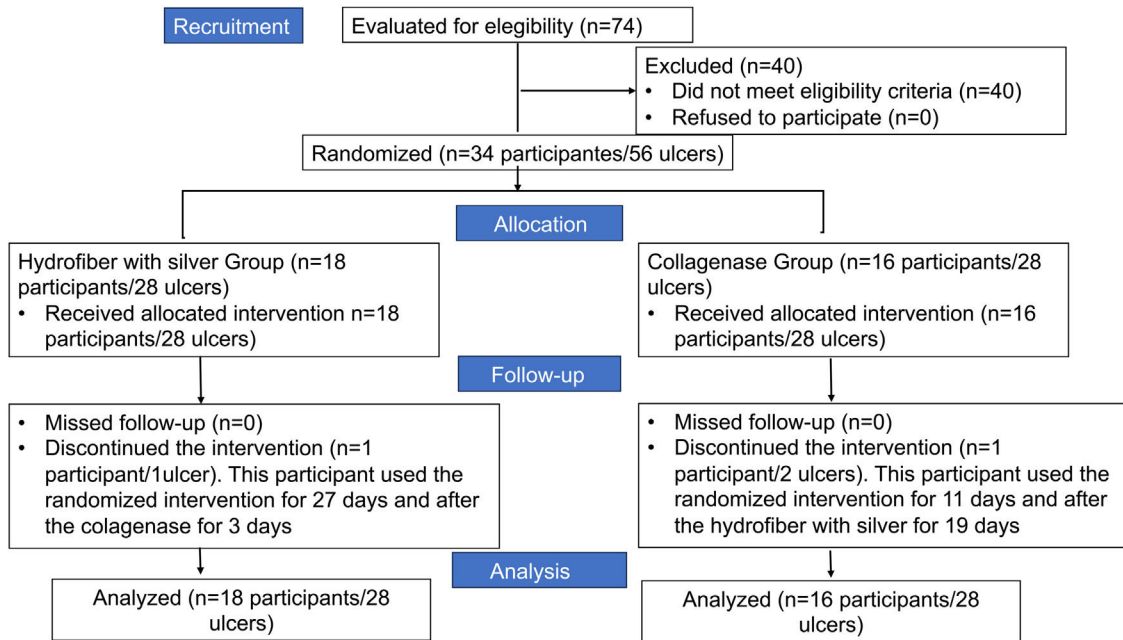 Recruitment
Evaluated for elegibility (n=74)
Excluded (n=40)
• Did not meet eligibility criteria (n=40)
• Refused to participate (n=0)
Randomized (n=34 participantes/56 ulcers)
Allocation
Hydrofiber with silver Group (n=18
participants/28 ulcers)
• Received allocated intervention n=18
participants/28 ulcers)
Collagenase Group (n=16 participants/28
ulcers)
• Received allocated intervention (n=16
participants/28 ulcers)
Follow-up
• Missed follow-up (n=0)
• Discontinued the intervention (n=1
participant/1ulcer). This participant used the
randomized intervention for 27 days and after
the colagenase for 3 days
• Missed follow-up (n=0)
• Discontinued the intervention (n=1
participant/2 ulcers). This participant used the
randomized intervention for 11 days and after
the hydrofiber with silver for 19 days
Analysis
Analyzed (n=18 participants/28
ulcers)
Analyzed (n=16 participants/28
ulcers)